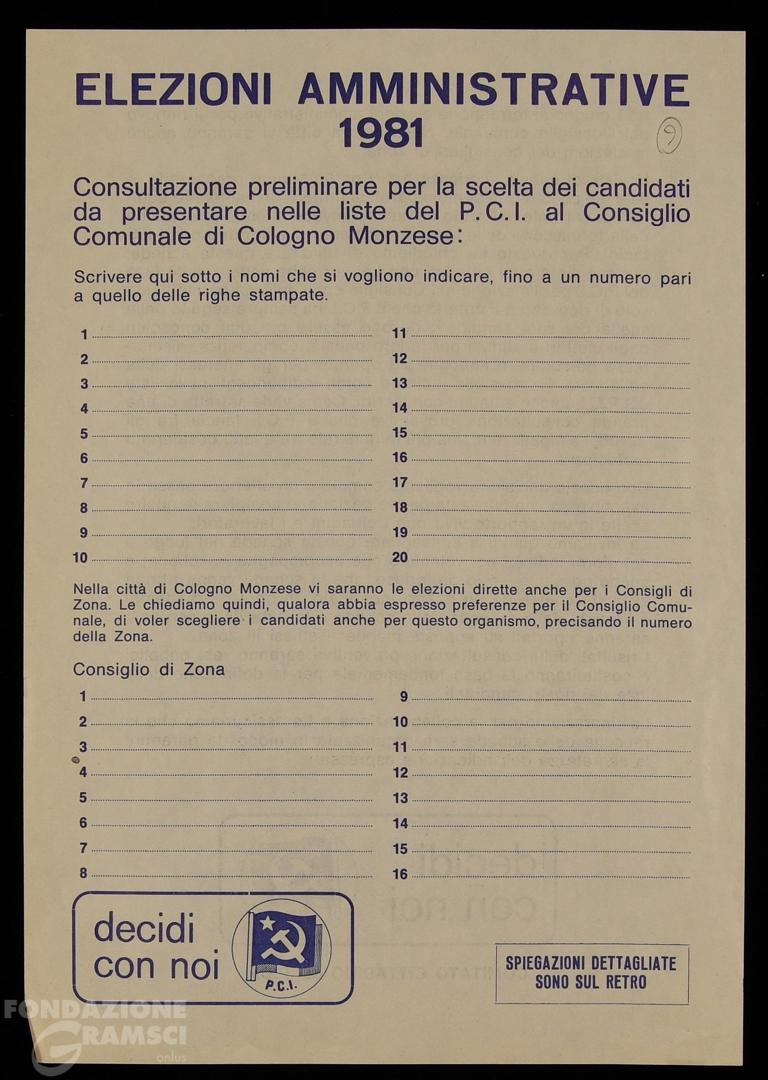 ELEZIONI AMMINISTRATIVE
1981
9
Consultazione preliminare per la scelta dei candidati
da presentare nelle liste del P.C.I. al Consiglio
Comunale di Cologno Monzese:
Scrivere qui sotto i nomi che si vogliono indicare, fino a un numero pari
a quello delle righe stampate.
1
2
3
4
5
6
7
8
9
10
11
12
13
14
15
16
17
18
19
20
Nella città di Cologno Monzese vi saranno le elezioni dirette anche per i Consigli di
Zona. Le chiediamo quindi, qualora abbia espresso preferenze per il Consiglio Comu-
nale, di voler scegliere i candidati anche per questo organismo, precisando il numero
della Zona.
Consiglio di Zona
1
2
3
4
5
6
7
8
9
10
11
12
13
14
15
16
decidi
con noi
P.C.I.
SPIEGAZIONI DETTAGLIATE
SONO SUL RETRO
FONDAZIONE
GRAMSCI
onlus